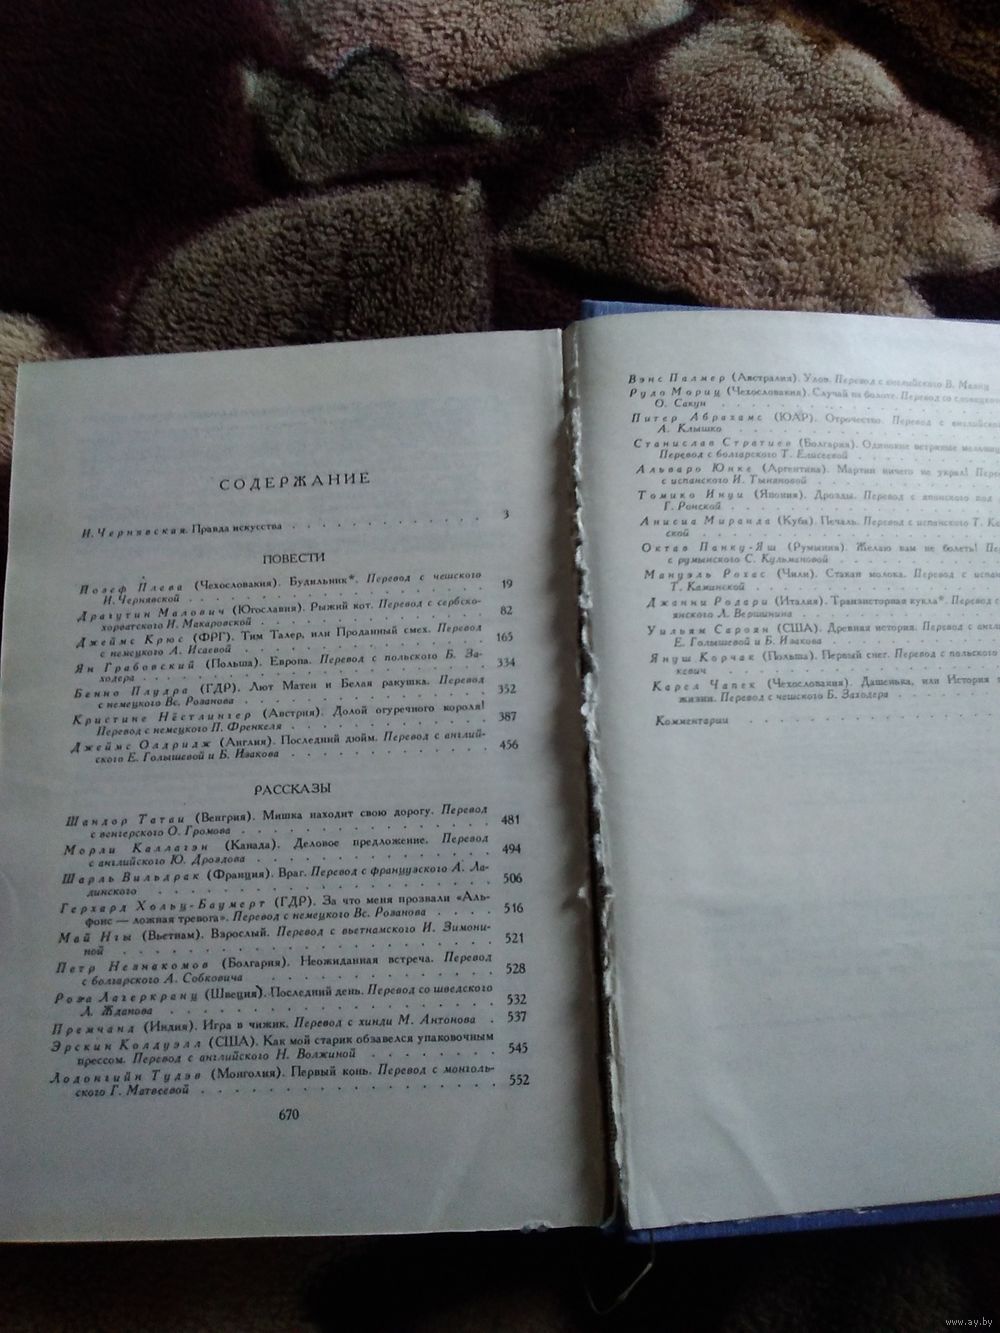 СОДЕРЖАНИЕ
И. Чернявская. Правда искусства . . . . . . . . . . 3
ПОВЕСТИ
Йозеф Плева (Чехословакия). Будильник*. Перевод с чешского
И. Чернявской . . . . . . . . . . 19
Драгутин Малович (Югославия). Рыжий кот. Перевод с сербско-
хорватского И. Макаровской . . . . . . . . . . 82
Джеймс Крюс (ФРГ). Тим Талер, или Проданный смех. Перевод
с немецкого А. Исаевой . . . . . . . . . . 165
Ян Грабовский (Польша). Европа. Перевод с польского Б. За-
ходера . . . . . . . . . . 334
Бенно Плудра (ГДР). Лют Матен и Белая ракушка. Перевод
с немецкого Вс. Розанова . . . . . . . . . . 352
Кристине Нёстлингер (Австрия). Долой огуречного короля!
Перевод с немецкого П. Френкеля . . . . . . . . . . 387
Джеймс Олдридж (Англия). Последний дюйм. Перевод с англий-
ского Е. Голышевой и Б. Изакова . . . . . . . . . . 456
РАССКАЗЫ
Шандор Татаи (Венгрия). Мишка находит свою дорогу. Перевод
с венгерского О. Громова . . . . . . . . . . 481
Морли Каллагэн (Канада). Деловое предложение. Перевод
с английского Ю. Дроздова . . . . . . . . . . 494
Шарль Вильдрак (Франция). Враг. Перевод с французского А. Ла-
динского . . . . . . . . . . 506
Герхард Хольц-Баумерт (ГДР). За что меня прозвали «Аль-
фонс — ложная тревога». Перевод с немецкого Вс. Розанова . . 516
Май Нгы (Вьетнам). Взрослый. Перевод с вьетнамского И. Зимони-
ной . . . . . . . . . . 521
Петр Незнакомов (Болгария). Неожиданная встреча. Перевод
с болгарского А. Собковича . . . . . . . . . . 528
Роза Лагеркранц (Швеция). Последний день. Перевод со шведского
Л. Жданова . . . . . . . . . . 532
Премчанд (Индия). Игра в чижик. Перевод с хинди М. Антонова . 537
Эрскин Колдуэлл (США). Как мой старик обзавелся упаковочным
прессом. Перевод с английского Н. Волжиной . . . . . . . 545
Лодонгийн Тудэв (Монголия). Первый конь. Перевод с монголь-
ского Г. Матвеевой . . . . . . . . . . 552
670
Вэнс Палмер (Австралия). Улов. Перевод с английского В.
Рудо Мориц (Чехословакия). Случай на болоте. Перевод со словацкого
О. Сакун . . . . . . . . . .
Питер Абрахамс (ЮАР). Отрочество. Перевод с английской
А. Клышко . . . . . . . . . .
Станислав Стратиев (Болгария). Одинокие ветряные мельницы
Перевод с болгарского Т. Елисеевой . . . . . . . .
Альваро Юнке (Аргентина). Мартин ничего не украл! Пере
с испанского И. Тыняновой . . . . . . . . . .
Томико Инуи (Япония). Дрозды. Перевод с японского под
Г. Ронской . . . . . . . . . .
Анисиа Миранда (Куба). Печаль. Перевод с испанского Т. Ко
ской . . . . . . . . . .
Октав Панку-Яш (Румыния). Желаю вам не болеть! Пе
с румынского С. Кульмановой . . . . . . . .
Мануэль Рохас (Чили). Стакан молока. Перевод с испан
Т. Каминской . . . . . . . . . .
Джанни Родари (Италия). Транзисторная кукла*. Перевод с
янского Л. Вершинина . . . . . . . . . .
Уильям Сароян (США). Древняя история. Перевод с англ
Е. Голышевой и Б. Изакова . . . . . . . .
Януш Корчак (Польша). Первый снег. Перевод с польского
кевич . . . . . . . . . .
Карел Чапек (Чехословакия). Дашенька, или История
жизни. Перевод с чешского Б. Заходера . . . . . . .
Комментарии . . . . . . . . . .
www.ay.by